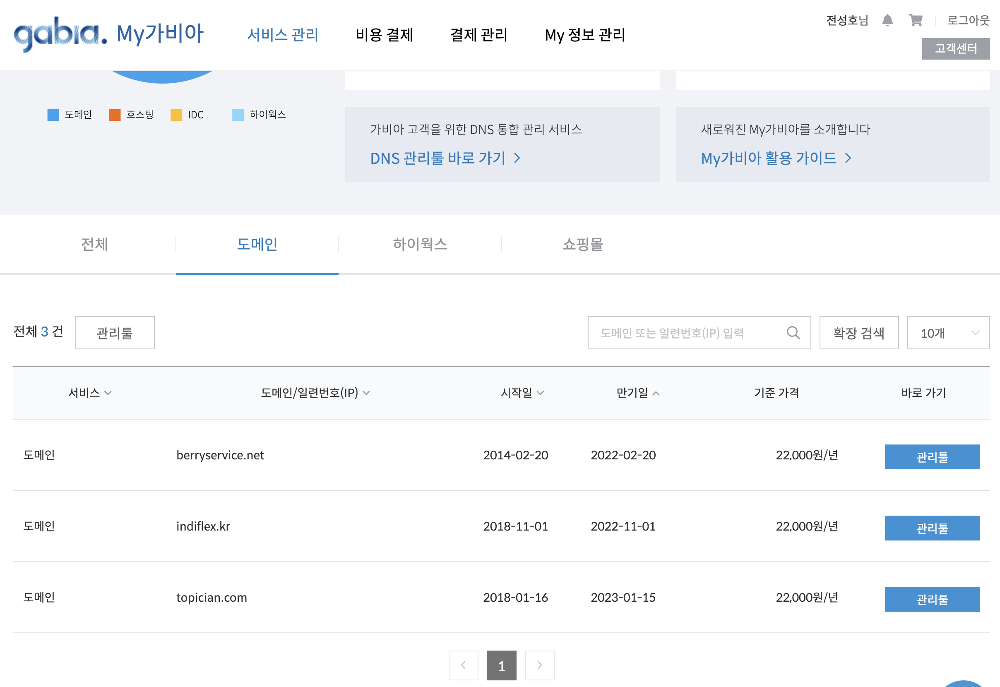 gabia. My가비아 서비스 관리 비용 결제 결제 관리 My 정보 관리 전성호님 로그아웃
고객센터
도메인 호스팅 IDC 하이웍스
가비아 고객을 위한 DNS 통합 관리 서비스
DNS 관리툴 바로 가기
새로워진 My가비아를 소개합니다
My가비아 활용 가이드
전체 도메인 하이웍스 쇼핑몰
전체 3 건 관리툴 도메인 또는 일련번호(IP) 입력 확장 검색 10개
서비스 도메인/일련번호(IP) 시작일 만기일 기준 가격 바로 가기
도메인 berryservice.net 2014-02-20 2022-02-20 22,000원/년 관리툴
도메인 indiflex.kr 2018-11-01 2022-11-01 22,000원/년 관리툴
도메인 topician.com 2018-01-16 2023-01-15 22,000원/년 관리툴
1